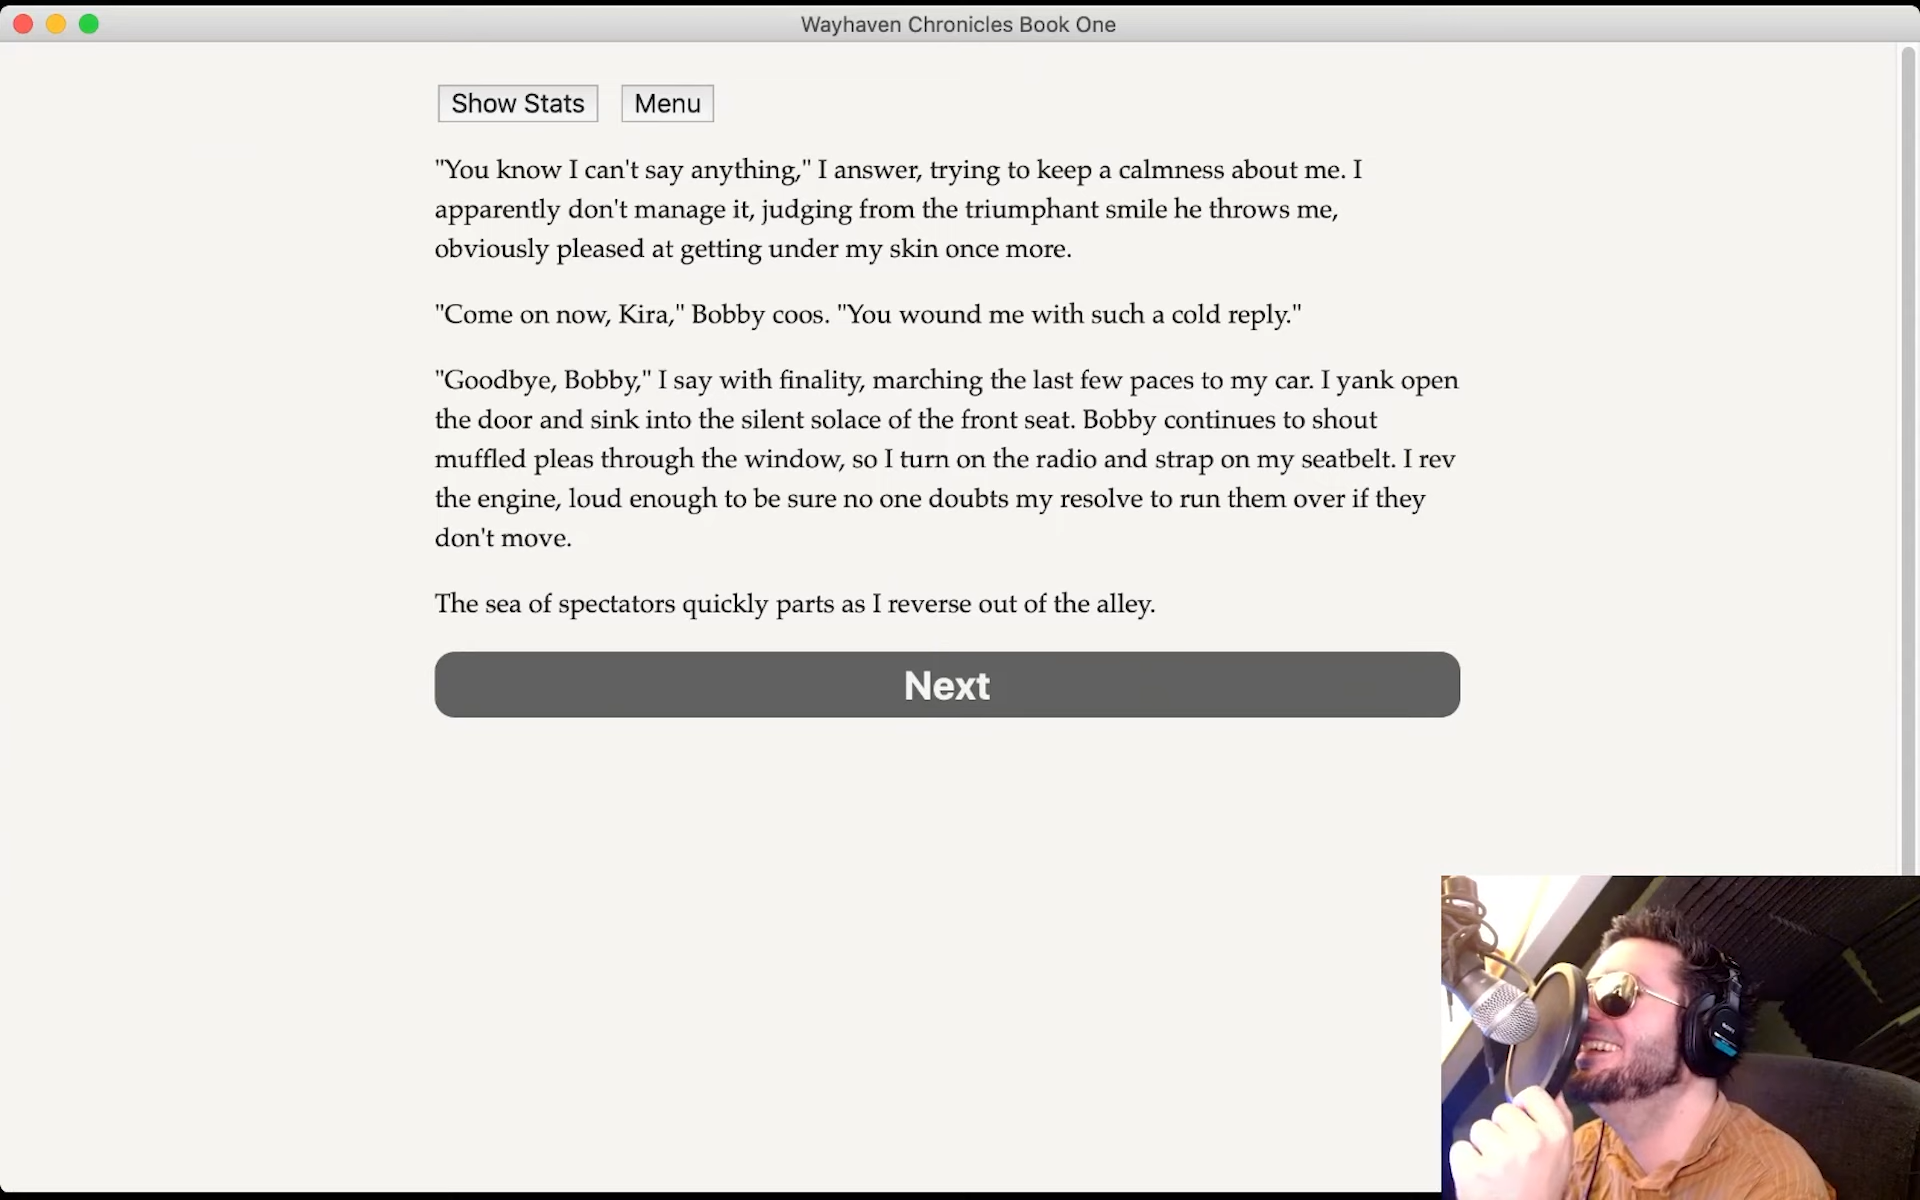 Wayhaven Chronicles Book One
Show Stats Menu
"You know I can't say anything," I answer, trying to keep a calmness about me. I
apparently don't manage it, judging from the triumphant smile he throws me,
obviously pleased at getting under my skin once more.
"Come on now, Kira," Bobby coos. "You wound me with such a cold reply."
"Goodbye, Bobby," I say with finality, marching the last few paces to my car. I yank open
the door and sink into the silent solace of the front seat. Bobby continues to shout
muffled pleas through the window, so I turn on the radio and strap on my seatbelt. I rev
the engine, loud enough to be sure no one doubts my resolve to run them over if they
don't move.
The sea of spectators quickly parts as I reverse out of the alley.
Next
SONY